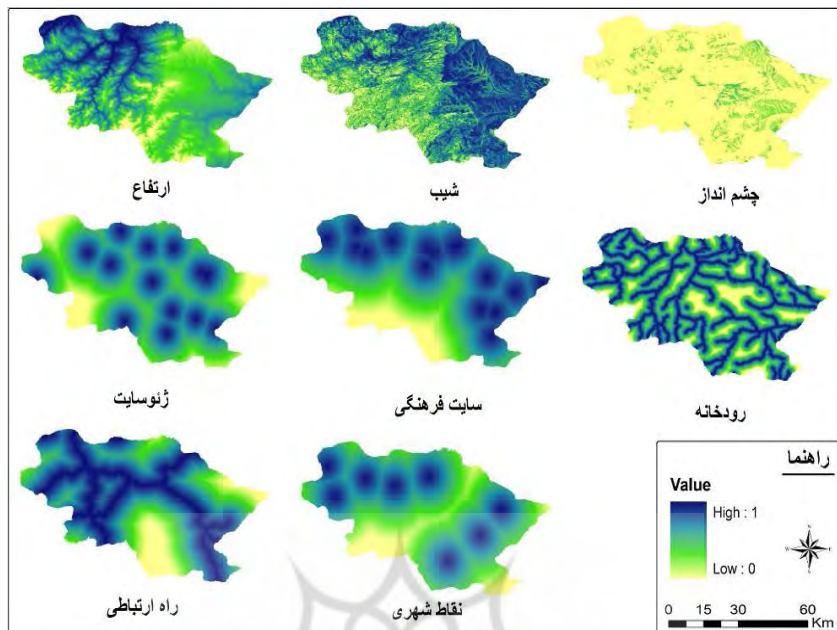 ارتفاع
شیب
چشم انداز
ژئوسایت
سایت فرهنگی
رودخانه
راه ارتباطی
نقاط شهری
راهنما
Value
High : 1
Low : 0
N
W E
S
0 15 30 60
Km